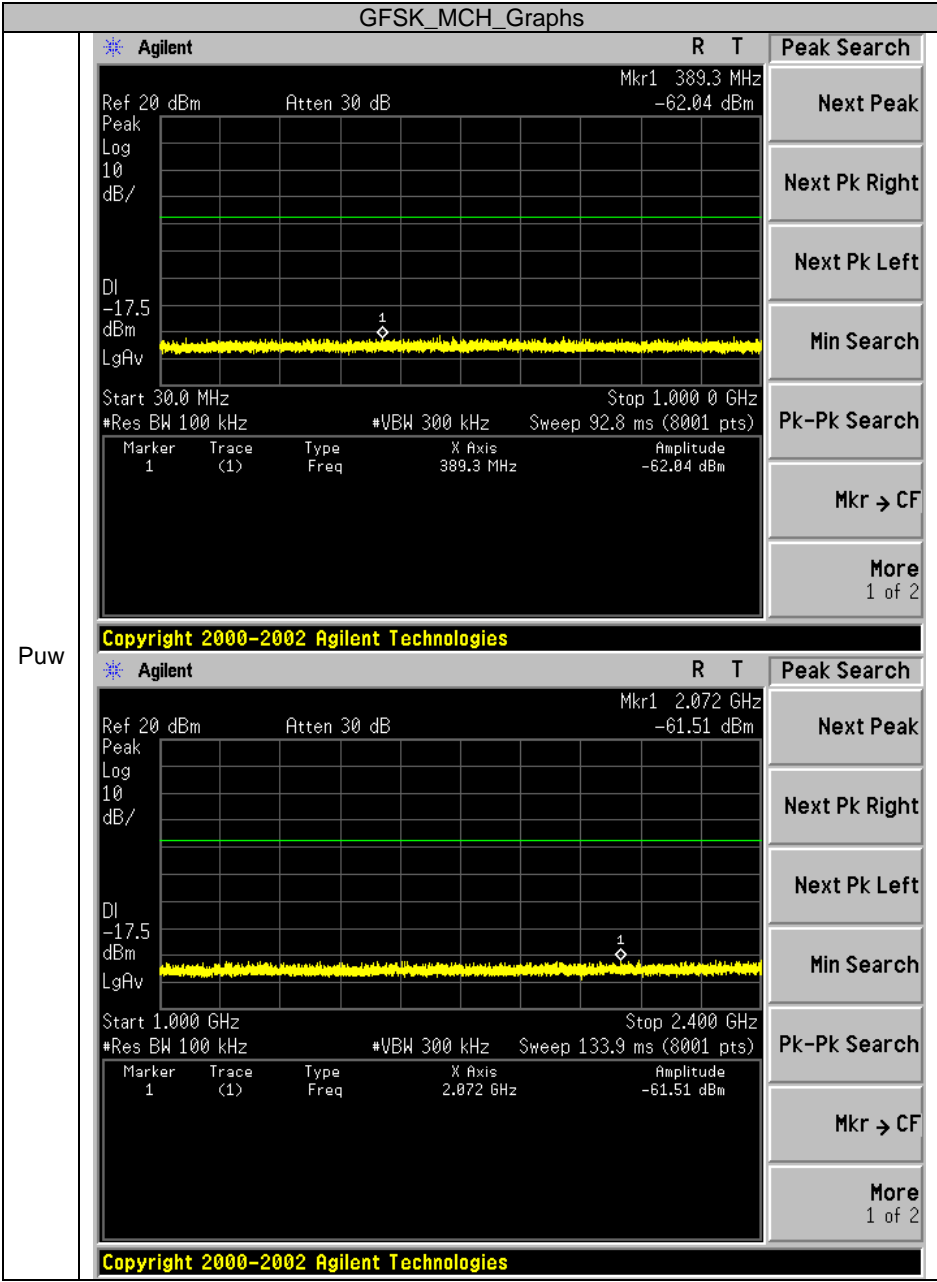 GFSK_MCH_Graphs
Puw
Agilent R T
Peak Search
Mkr1 389.3 MHz
Ref 20 dBm Atten 30 dB -62.04 dBm
Peak
Log
10
dB/
DI
-17.5
dBm
LgAv
1
Start 30.0 MHz Stop 1.000 0 GHz
#Res BW 100 kHz #VBW 300 kHz Sweep 92.8 ms (8001 pts)
Marker Trace Type X Axis Amplitude
1 (1) Freq 389.3 MHz -62.04 dBm
Next Peak
Next Pk Right
Next Pk Left
Min Search
Pk-Pk Search
Mkr → CF
More
1 of 2
Copyright 2000-2002 Agilent Technologies
Agilent R T
Peak Search
Mkr1 2.072 GHz
Ref 20 dBm Atten 30 dB -61.51 dBm
Peak
Log
10
dB/
DI
-17.5
dBm
LgAv
1
Start 1.000 GHz Stop 2.400 GHz
#Res BW 100 kHz #VBW 300 kHz Sweep 133.9 ms (8001 pts)
Marker Trace Type X Axis Amplitude
1 (1) Freq 2.072 GHz -61.51 dBm
Next Peak
Next Pk Right
Next Pk Left
Min Search
Pk-Pk Search
Mkr → CF
More
1 of 2
Copyright 2000-2002 Agilent Technologies